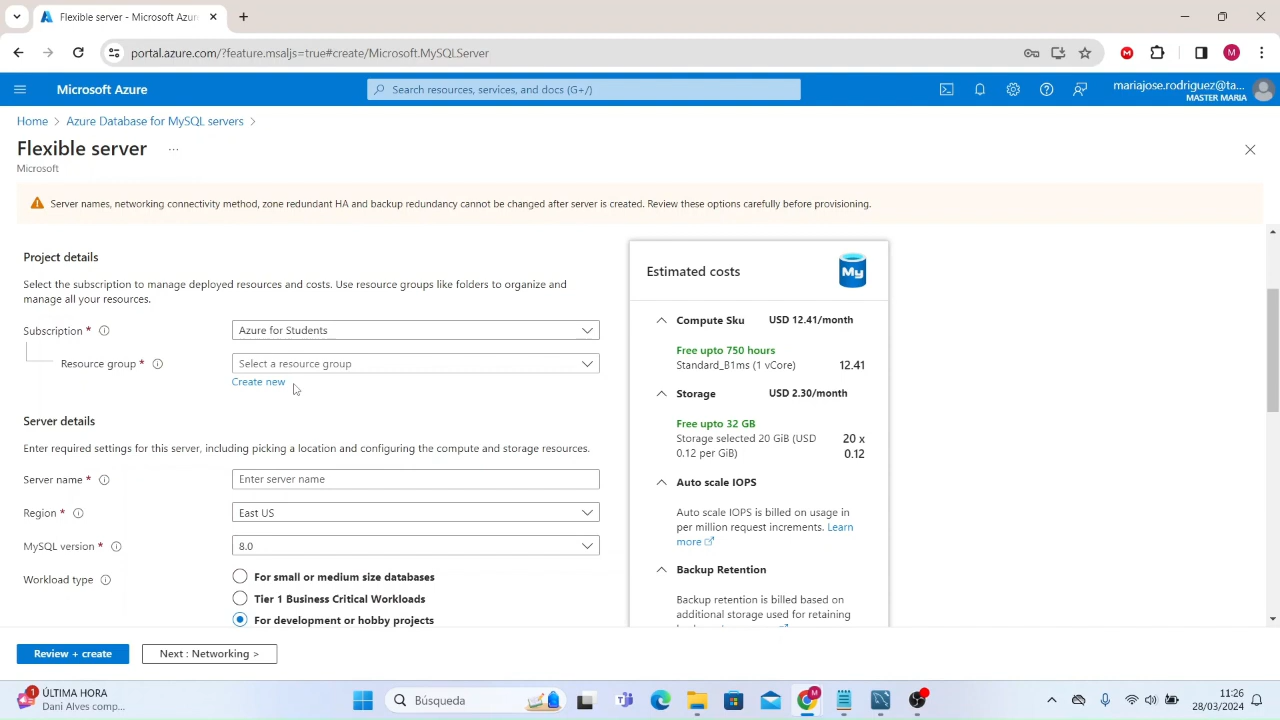 Flexible server - Microsoft Azur
portal.azure.com/?feature.msaljs=true#create/Microsoft.MySQLServer
M
M
Microsoft Azure
Search resources, services, and docs (G+/)
mariajose.rodriguez@ta...
MASTER MARIA
Home > Azure Database for MySQL servers >
Flexible server ...
Microsoft
Server names, networking connectivity method, zone redundant HA and backup redundancy cannot be changed after server is created. Review these options carefully before provisioning.
Project details
Select the subscription to manage deployed resources and costs. Use resource groups like folders to organize and
manage all your resources.
Subscription *
Azure for Students
Resource group *
Select a resource group
Create new
Server details
Enter required settings for this server, including picking a location and configuring the compute and storage resources.
Server name *
Enter server name
Region *
East US
MySQL version *
8.0
Workload type
For small or medium size databases
Tier 1 Business Critical Workloads
For development or hobby projects
Estimated costs
My
Compute Sku USD 12.41/month
Free upto 750 hours
Standard_B1ms (1 vCore) 12.41
Storage USD 2.30/month
Free upto 32 GB
Storage selected 20 GiB (USD 20 x
0.12 per GiB) 0.12
Auto scale IOPS
Auto scale IOPS is billed on usage in
per million request increments. Learn
more
Backup Retention
Backup retention is billed based on
additional storage used for retaining
Review + create
Next : Networking >
1
ÚLTIMA HORA
Dani Alves comp...
Búsqueda
M
11:26
28/03/2024